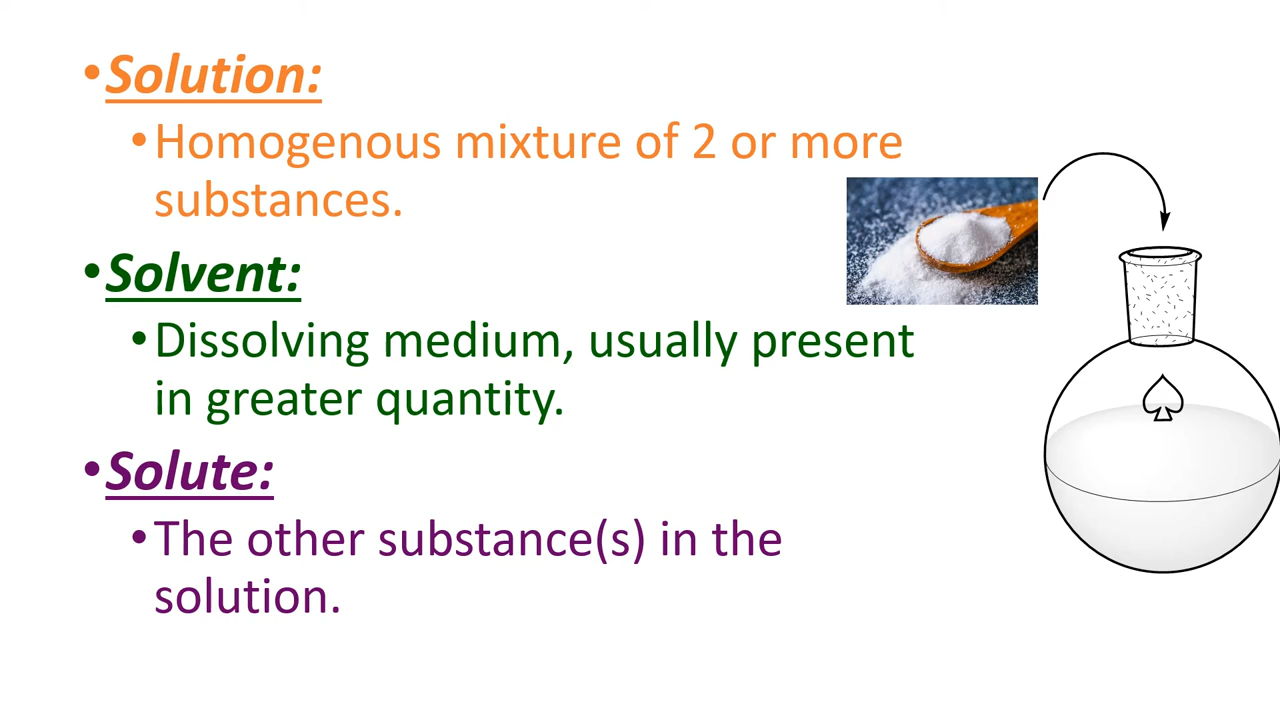 •Solution:
•Homogenous mixture of 2 or more
substances.
•Solvent:
•Dissolving medium, usually present
in greater quantity.
•Solute:
•The other substance(s) in the
solution.